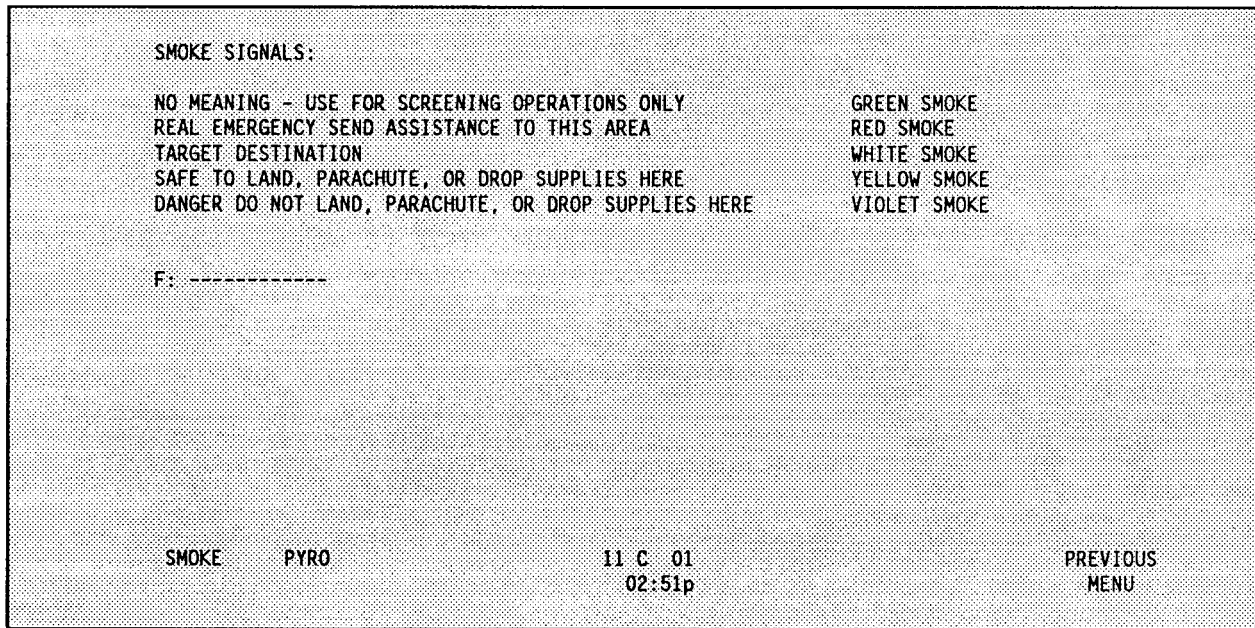 SMOKE SIGNALS:
NO MEANING - USE FOR SCREENING OPERATIONS ONLY GREEN SMOKE
REAL EMERGENCY SEND ASSISTANCE TO THIS AREA RED SMOKE
TARGET DESTINATION WHITE SMOKE
SAFE TO LAND, PARACHUTE, OR DROP SUPPLIES HERE YELLOW SMOKE
DANGER DO NOT LAND, PARACHUTE, OR DROP SUPPLIES HERE VIOLET SMOKE
F: ------------
SMOKE PYRO 11 C 01 PREVIOUS
02:51p MENU